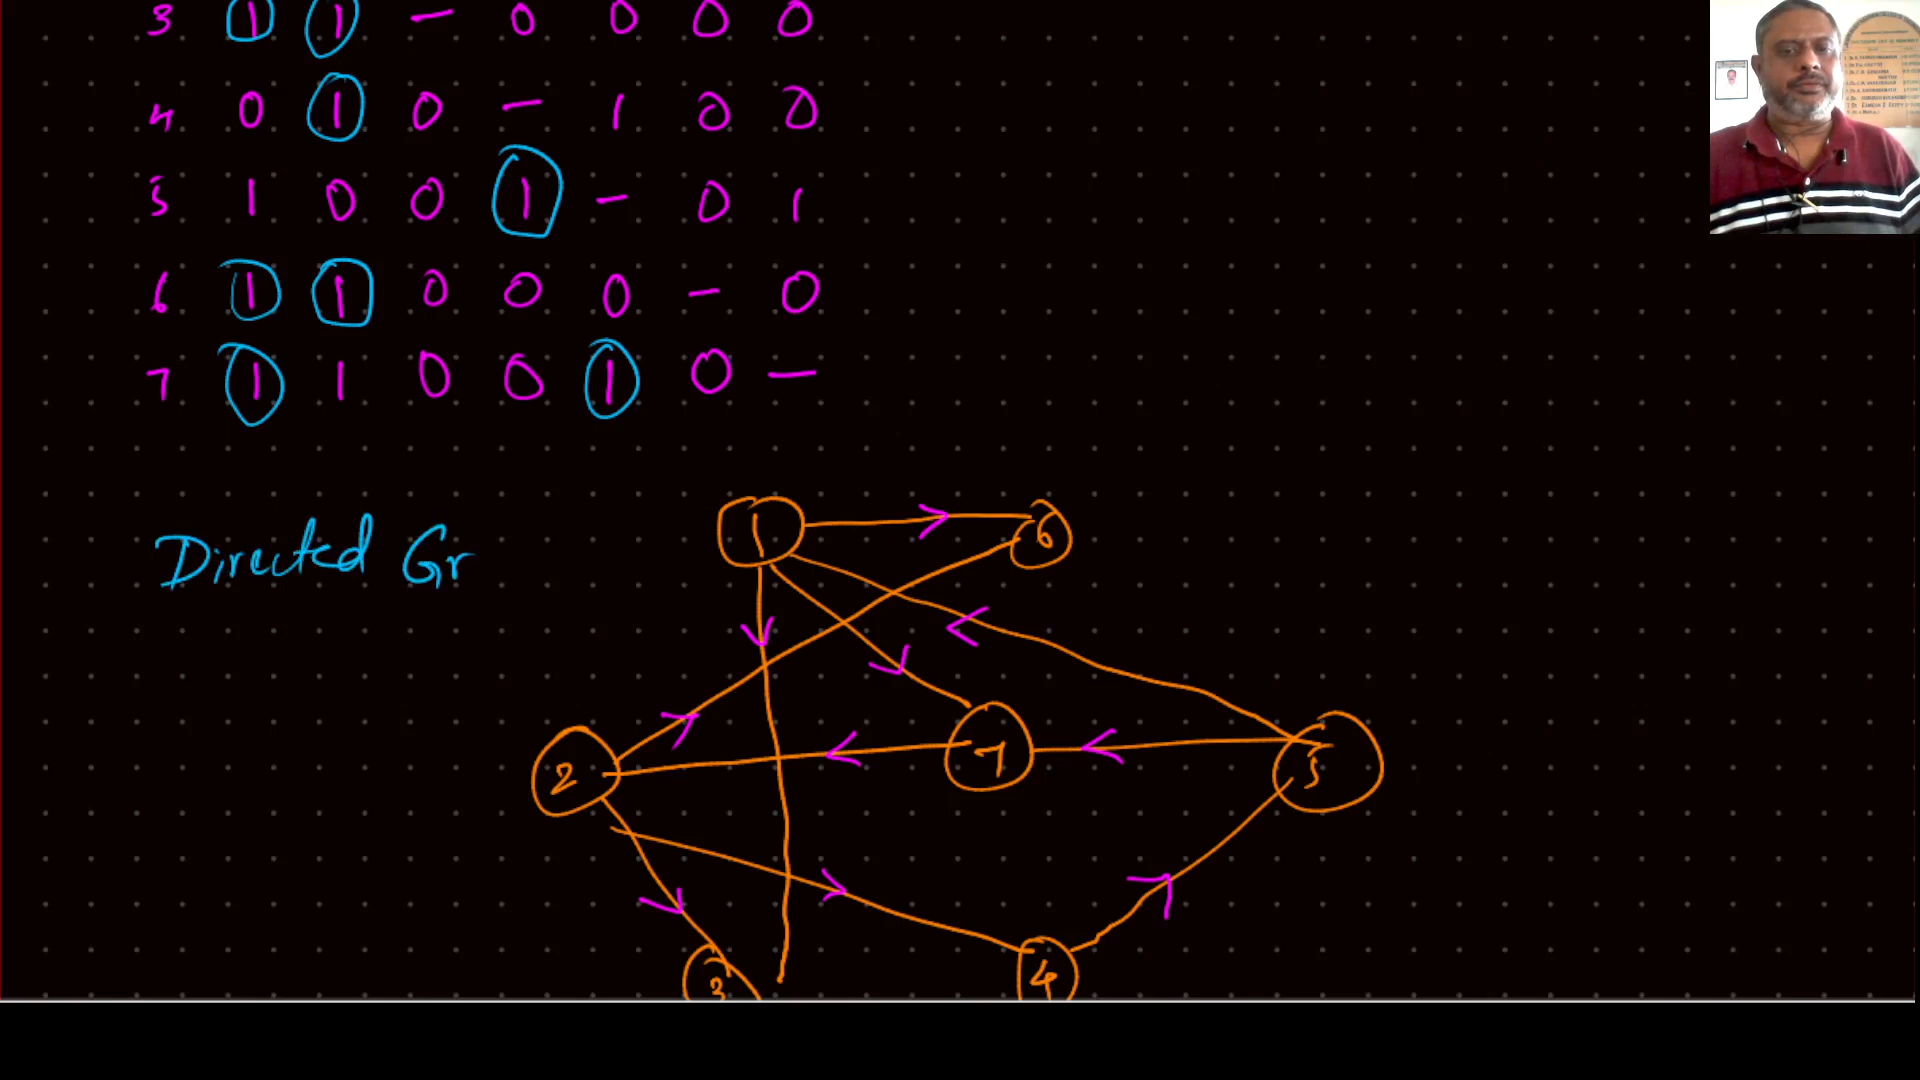 3 1 1 - 0 0 0 0
4 0 1 0 - 1 0 0
5 1 0 0 1 - 0 1
6 1 1 0 0 0 - 0
7 1 1 0 0 1 0 -
Directed Gr
1
6
2
7
5
3
4